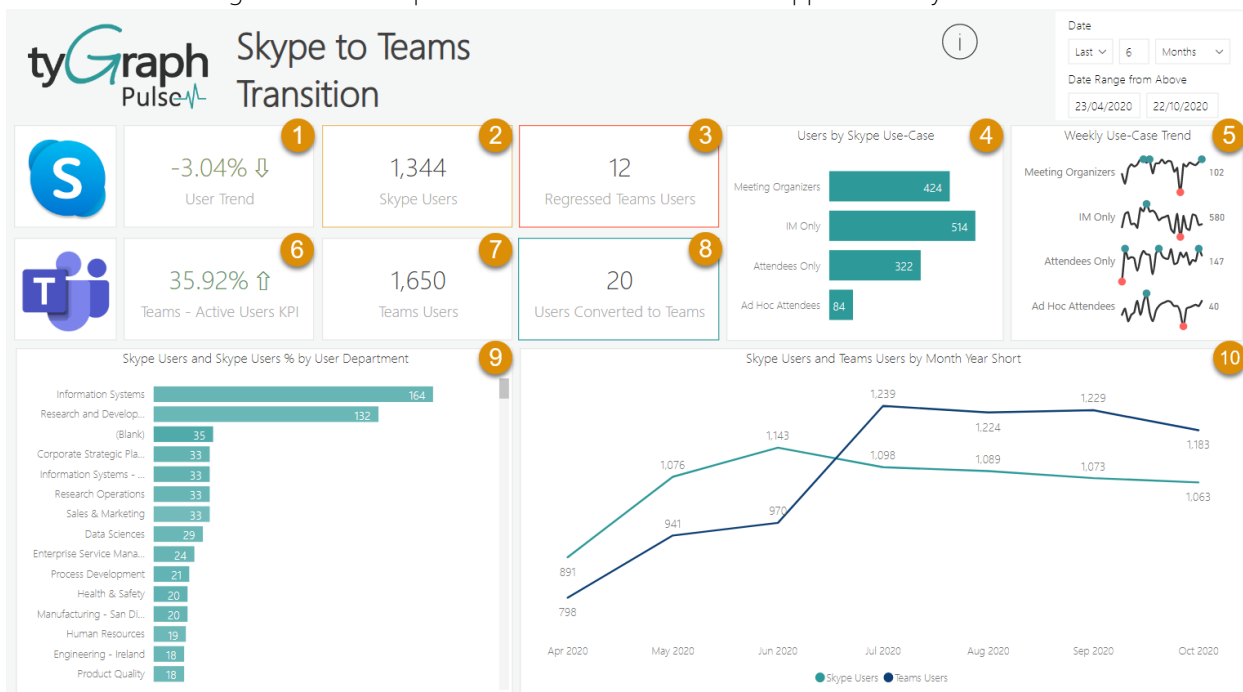 tyGraph
Pulse
Skype to Teams
Transition
i
Date
Last 6 Months
Date Range from Above
23/04/2020 22/10/2020
S
1
-3.04%
User Trend
2
1,344
Skype Users
3
12
Regressed Teams Users
Users by Skype Use-Case
4
Meeting Organizers 424
IM Only 514
Attendees Only 322
Ad Hoc Attendees 84
Weekly Use-Case Trend
5
Meeting Organizers 102
IM Only 580
Attendees Only 147
Ad Hoc Attendees 40
T
6
35.92%
Teams - Active Users KPI
7
1,650
Teams Users
8
20
Users Converted to Teams
Skype Users and Skype Users % by User Department
9
Information Systems 164
Research and Develop... 132
(Blank) 35
Corporate Strategic Pla... 33
Information Systems - ... 33
Research Operations 33
Sales & Marketing 33
Data Sciences 29
Enterprise Service Mana... 24
Process Development 21
Health & Safety 20
Manufacturing - San Di... 20
Human Resources 19
Engineering - Ireland 18
Product Quality 18
Skype Users and Teams Users by Month Year Short
10
891 1,076 1,143 1,098 1,089 1,073 1,063
798 941 970 1,239 1,224 1,229 1,183
Apr 2020 May 2020 Jun 2020 Jul 2020 Aug 2020 Sep 2020 Oct 2020
Skype Users Teams Users